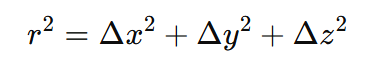 r² = Δx² + Δy² + Δz²